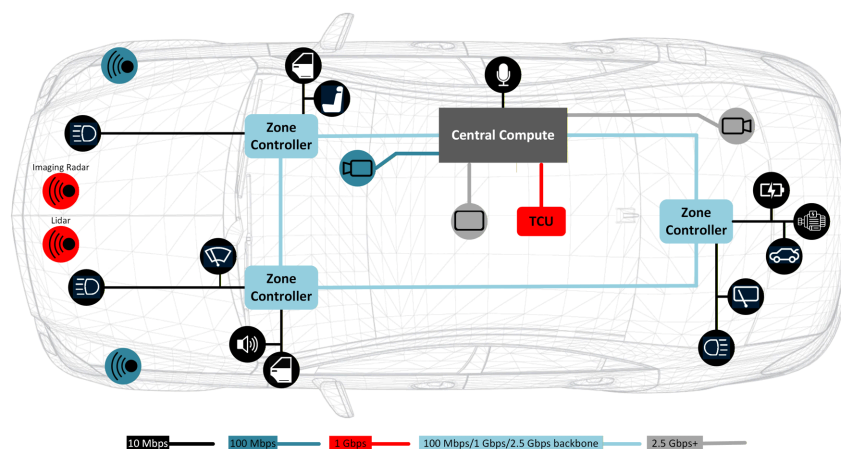 Zone
Controller
Central Compute
Imaging Radar
Lidar
TCU
Zone
Controller
Zone
Controller
10 Mbps
100 Mbps
1 Gbps
100 Mbps/1 Gbps/2.5 Gbps backbone
2.5 Gbps+